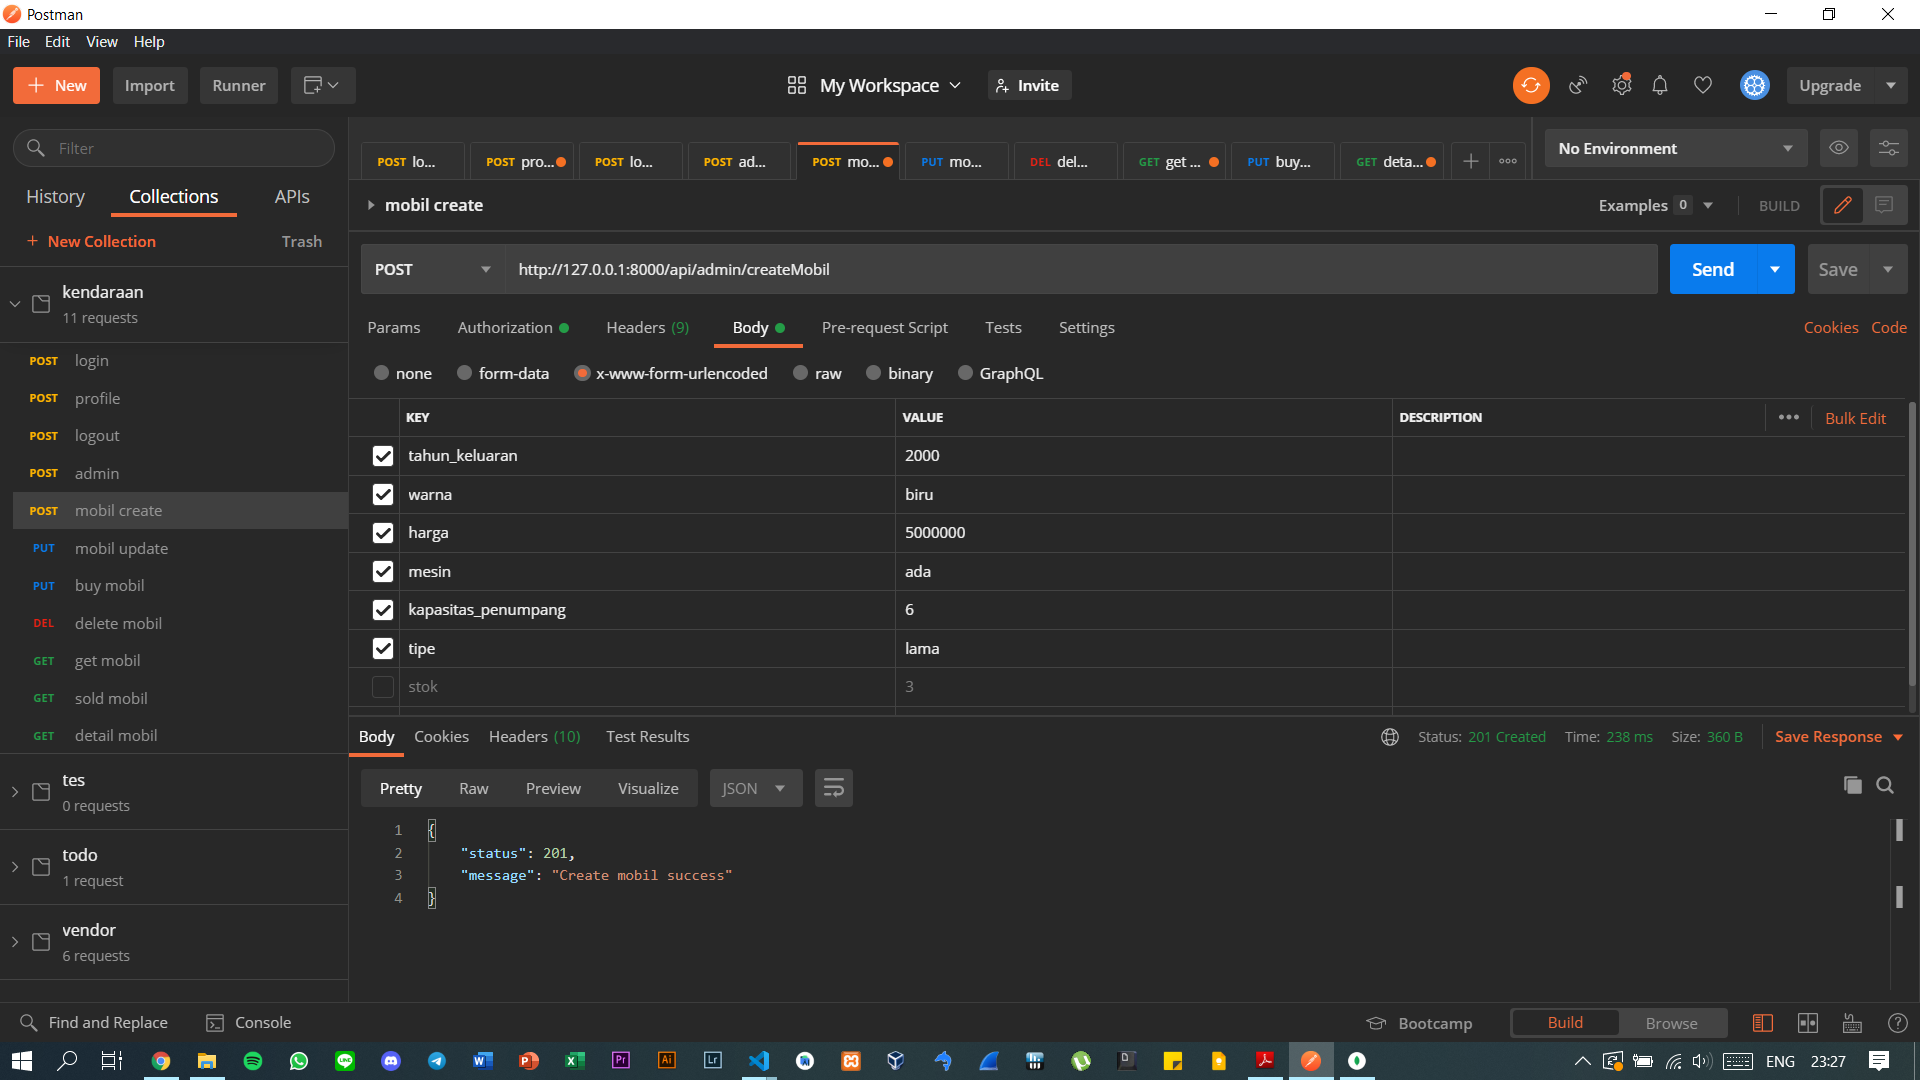 Postman
File Edit View Help
New Import Runner My Workspace Invite Upgrade
Filter
History Collections APIs
New Collection Trash
kendaraan
11 requests
POST login
POST profile
POST logout
POST admin
POST mobil create
PUT mobil update
PUT buy mobil
DEL delete mobil
GET get mobil
GET sold mobil
GET detail mobil
tes
0 requests
todo
1 request
vendor
6 requests
POST lo... POST pro... POST lo... POST ad... POST mo... PUT mo... DEL del... GET get ... PUT buy... GET deta...
No Environment
mobil create Examples 0 BUILD
POST http://127.0.0.1:8000/api/admin/createMobil Send Save
Params Authorization Headers (9) Body Pre-request Script Tests Settings Cookies Code
none form-data x-www-form-urlencoded raw binary GraphQL
KEY VALUE DESCRIPTION Bulk Edit
tahun_keluaran 2000
warna biru
harga 5000000
mesin ada
kapasitas_penumpang 6
tipe lama
stok 3
Body Cookies Headers (10) Test Results Status: 201 Created Time: 238 ms Size: 360 B Save Response
Pretty Raw Preview Visualize JSON
1 {
2 "status": 201,
3 "message": "Create mobil success"
4 }
Find and Replace Console Bootcamp Build Browse
ENG 23:27